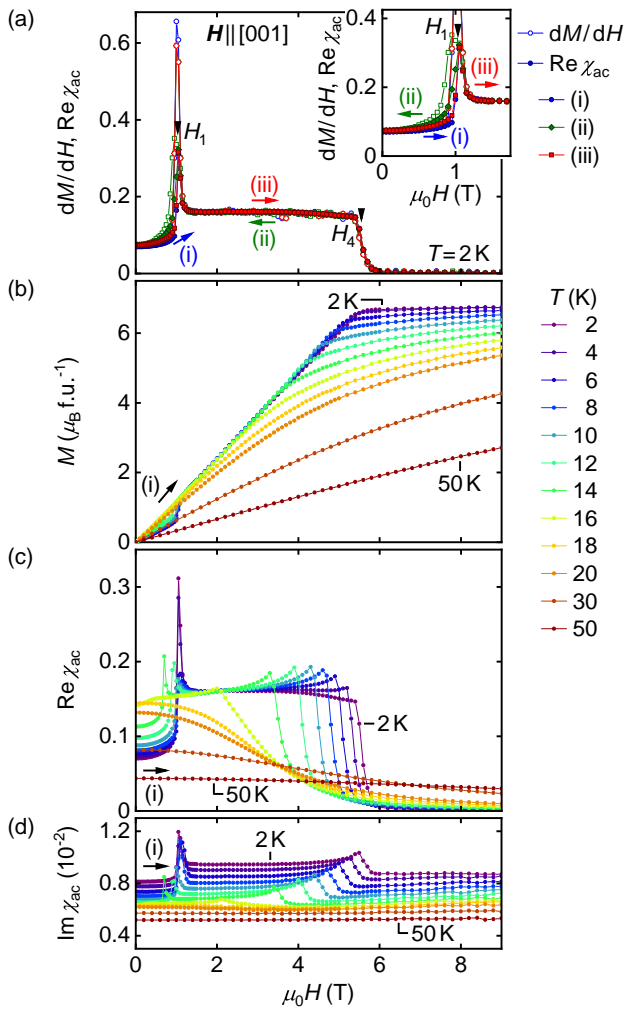 (a)
H||[001]
H₁
(iii)
(ii)
(i)
H₄
T = 2 K
dM/dH, Re χac
0.6
0.4
0.2
0.0
H₁
(iii)
(ii)
(i)
dM/dH, Re χac
0.4
0.2
0
0
1
μ₀H (T)
dM/dH
Re χac
(i)
(ii)
(iii)
(b)
2 K
(i)
50 K
M (μB f.u.⁻¹)
6
4
2
0
T (K)
2
4
6
8
10
12
14
16
18
20
30
50
(c)
2 K
(i)
50 K
Re χac
0.3
0.2
0.1
0
(d)
(i)
2 K
50 K
Im χac (10⁻²)
1.2
0.8
0.4
0
2
4
6
8
μ₀H (T)